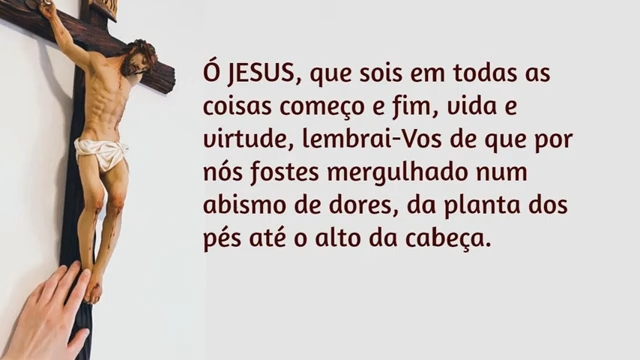 Ó JESUS, que sois em todas as
coisas começo e fim, vida e
virtude, lembrai-Vos de que por
nós fostes mergulhado num
abismo de dores, da planta dos
pés até o alto da cabeça.